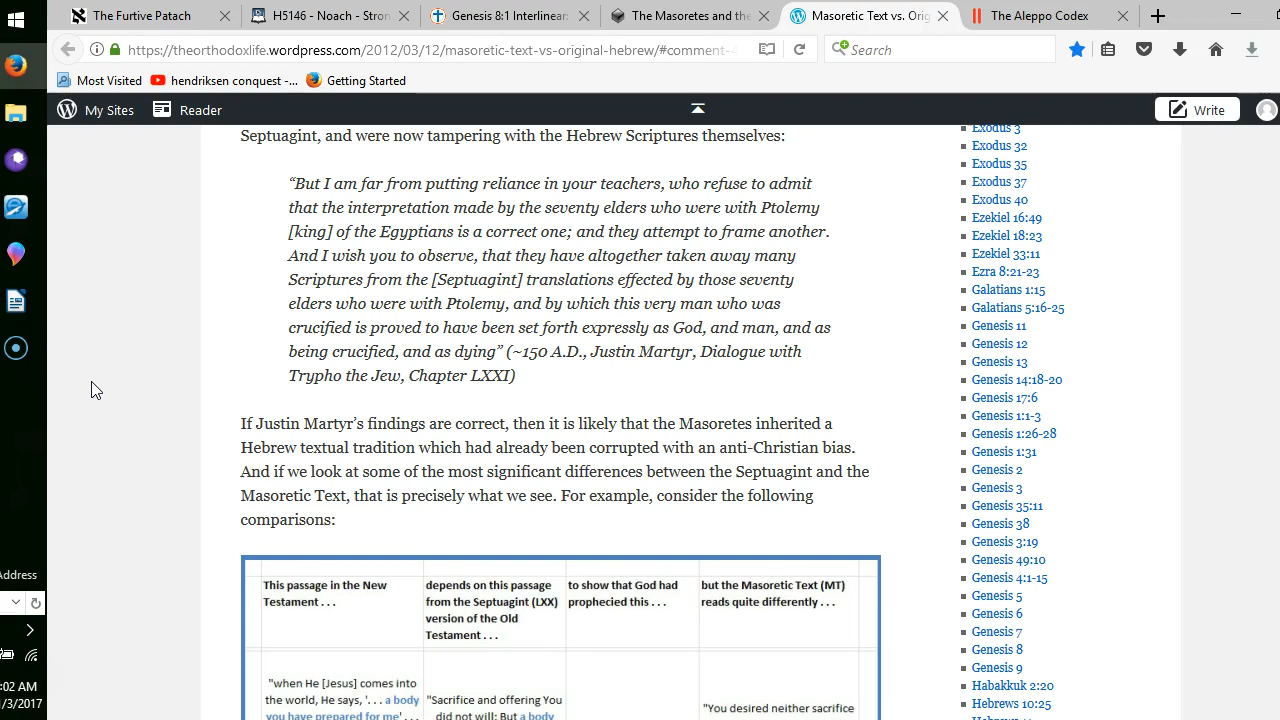 The Furtive Patach
H5146 - Noach - Stron
Genesis 8:1 Interlinear:
The Masoretes and the
Masoretic Text vs. Orig
The Aleppo Codex
https://theorthodoxlife.wordpress.com/2012/03/12/masoretic-text-vs-original-hebrew/#comment-
Search
Most Visited
hendriksen conquest -...
Getting Started
My Sites
Reader
Write
Septuagint, and were now tampering with the Hebrew Scriptures themselves:
“But I am far from putting reliance in your teachers, who refuse to admit
that the interpretation made by the seventy elders who were with Ptolemy
[king] of the Egyptians is a correct one; and they attempt to frame another.
And I wish you to observe, that they have altogether taken away many
Scriptures from the [Septuagint] translations effected by those seventy
elders who were with Ptolemy, and by which this very man who was
crucified is proved to have been set forth expressly as God, and man, and as
being crucified, and as dying” (~150 A.D., Justin Martyr, Dialogue with
Trypho the Jew, Chapter LXXI)
If Justin Martyr’s findings are correct, then it is likely that the Masoretes inherited a
Hebrew textual tradition which had already been corrupted with an anti-Christian bias.
And if we look at some of the most significant differences between the Septuagint and the
Masoretic Text, that is precisely what we see. For example, consider the following
comparisons:
This passage in the New
Testament . . .
depends on this passage
from the Septuagint (LXX)
version of the Old
Testament . . .
to show that God had
prophecied this . . .
but the Masoretic Text (MT)
reads quite differently . . .
"when He [Jesus] comes into
the world, He says, '. . . a body
you have prepared for me' . . .
"Sacrifice and offering You
did not will; But a body
"You desired neither sacrifice
Exodus 3
Exodus 32
Exodus 35
Exodus 37
Exodus 40
Ezekiel 16:49
Ezekiel 18:23
Ezekiel 33:11
Ezra 8:21-23
Galatians 1:15
Galatians 5:16-25
Genesis 11
Genesis 12
Genesis 13
Genesis 14:18-20
Genesis 17:6
Genesis 1:1-3
Genesis 1:26-28
Genesis 1:31
Genesis 2
Genesis 3
Genesis 35:11
Genesis 38
Genesis 3:19
Genesis 49:10
Genesis 4:1-15
Genesis 5
Genesis 6
Genesis 7
Genesis 8
Genesis 9
Habakkuk 2:20
Hebrews 10:25
Address
:02 AM
/3/2017